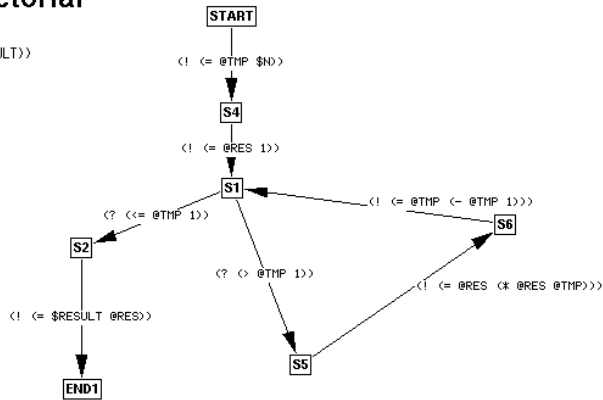 ctorial
START
JLT))
(! (= @TMP $N))
S4
(! (= @RES 1))
S1
(! (= @TMP (- @TMP 1)))
(? (<= @TMP 1))
S6
S2
(? (> @TMP 1))
(! (= @RES (* @RES @TMP)))
(! (= $RESULT @RES))
S5
END1